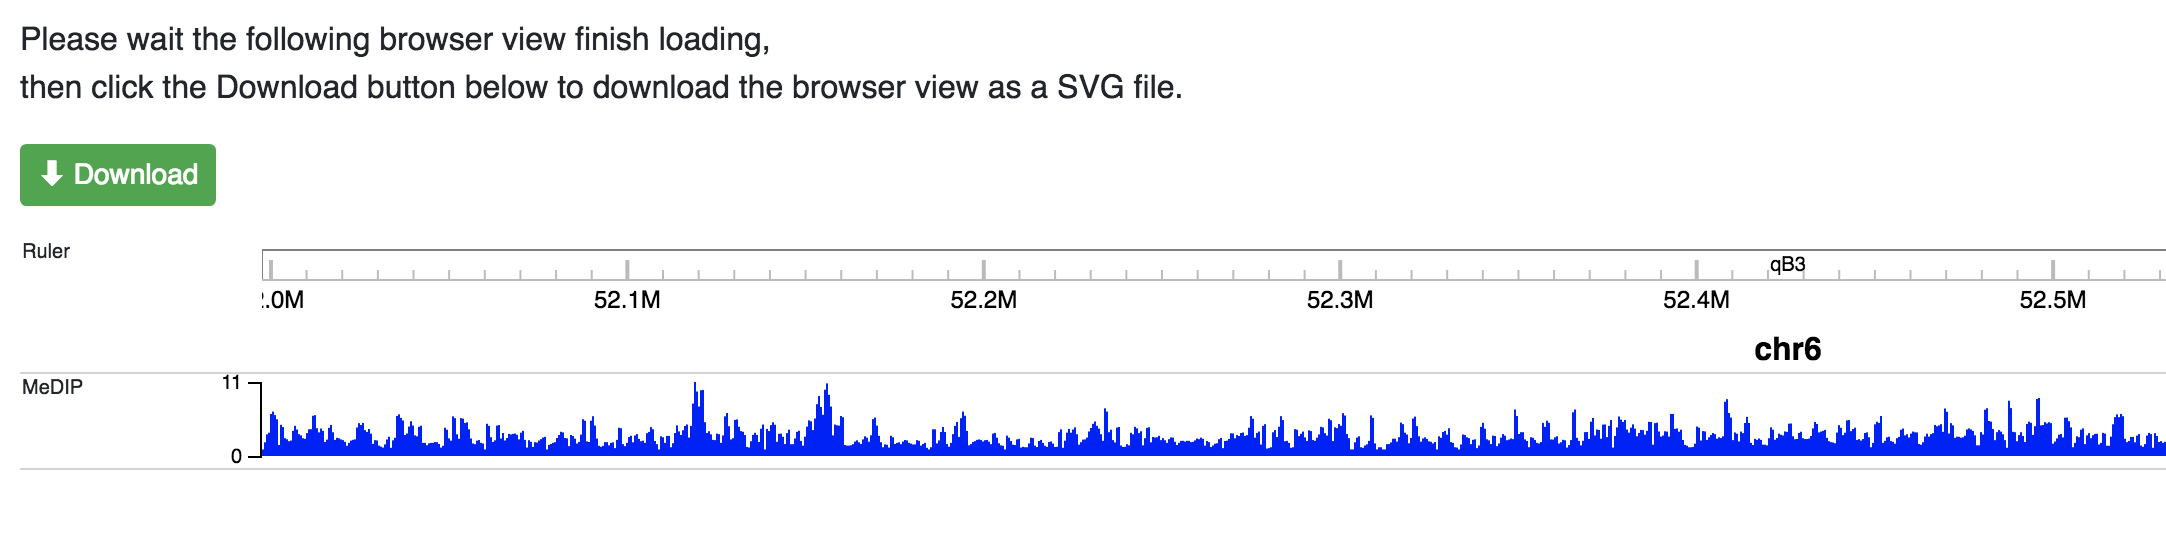 Please wait the following browser view finish loading,
then click the Download button below to download the browser view as a SVG file.
Download
Ruler
qB3
.0M 52.1M 52.2M 52.3M 52.4M 52.5M
chr6
MeDIP
11
0